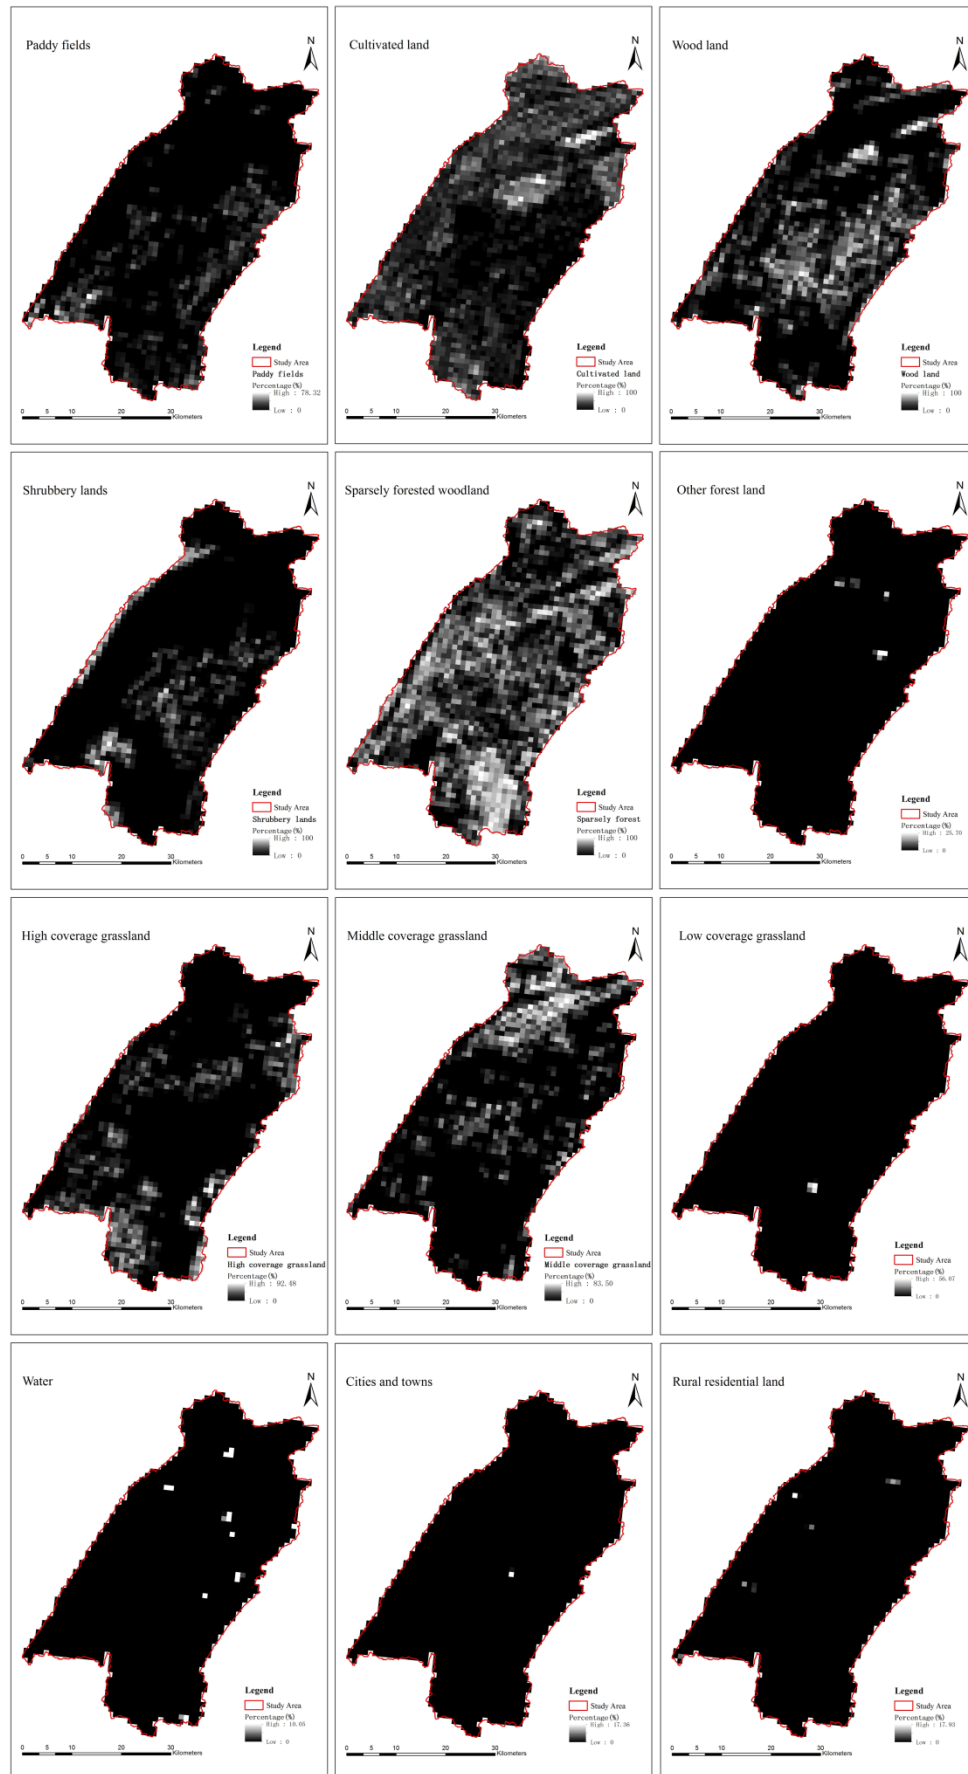 Paddy fields
N
Legend
Study Area
Paddy fields
Percentage(%)
High : 78.32
Low : 0
0 5 10 20 30
Kilometers
Cultivated land
N
Legend
Study Area
Cultivated land
Percentage(%)
High : 100
Low : 0
0 5 10 20 30
Kilometers
Wood land
N
Legend
Study Area
Wood land
Percentage(%)
High : 100
Low : 0
0 5 10 20 30
Kilometers
Shrubbery lands
N
Legend
Study Area
Shrubbery lands
Percentage(%)
High : 100
Low : 0
0 5 10 20 30
Kilometers
Sparsely forested woodland
N
Legend
Study Area
Sparsely forest
Percentage(%)
High : 100
Low : 0
0 5 10 20 30
Kilometers
Other forest land
N
Legend
Study Area
Percentage(%)
High :
Low : 0
0 5 10 20 30
Kilometers
High coverage grassland
N
Legend
Study Area
High coverage grassland
Percentage(%)
High : 92.48
Low : 0
0 5 10 20 30
Kilometers
Middle coverage grassland
N
Legend
Study Area
Middle coverage grassland
Percentage(%)
High : 83.50
Low : 0
0 5 10 20 30
Kilometers
Low coverage grassland
N
Legend
Study Area
Percentage(%)
High :
Low : 0
0 5 10 20 30
Kilometers
Water
N
Legend
Study Area
Percentage(%)
High :
Low : 0
0 5 10 20 30
Kilometers
Cities and towns
N
Legend
Study Area
Percentage(%)
High : 17.36
Low : 0
0 5 10 20 30
Kilometers
Rural residential land
N
Legend
Study Area
Percentage(%)
High : 17.93
Low : 0
0 5 10 20 30
Kilometers